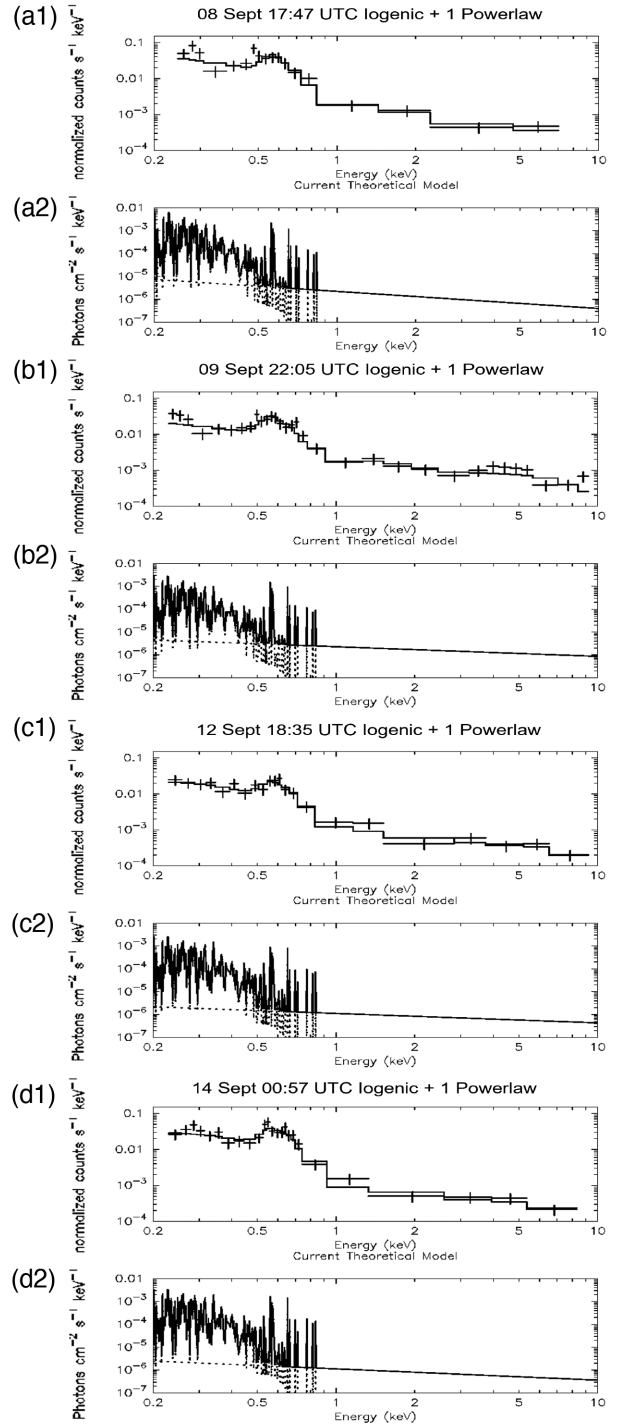 (a1)
08 Sept 17:47 UTC Iogenic + 1 Powerlaw
normalized counts s⁻¹ keV⁻¹
0.1
0.01
10⁻³
10⁻⁴
0.2 0.5 1 2 5 10
Energy (keV)
Current Theoretical Model
(a2)
Photons cm⁻² s⁻¹ keV⁻¹
0.01
10⁻³
10⁻⁴
10⁻⁵
10⁻⁶
10⁻⁷
0.2 0.5 1 2 5 10
Energy (keV)
(b1)
09 Sept 22:05 UTC Iogenic + 1 Powerlaw
normalized counts s⁻¹ keV⁻¹
0.1
0.01
10⁻³
10⁻⁴
0.2 0.5 1 2 5 10
Energy (keV)
Current Theoretical Model
(b2)
Photons cm⁻² s⁻¹ keV⁻¹
0.01
10⁻³
10⁻⁴
10⁻⁵
10⁻⁶
10⁻⁷
0.2 0.5 1 2 5 10
Energy (keV)
(c1)
12 Sept 18:35 UTC Iogenic + 1 Powerlaw
normalized counts s⁻¹ keV⁻¹
0.1
0.01
10⁻³
10⁻⁴
0.2 0.5 1 2 5 10
Energy (keV)
Current Theoretical Model
(c2)
Photons cm⁻² s⁻¹ keV⁻¹
0.01
10⁻³
10⁻⁴
10⁻⁵
10⁻⁶
10⁻⁷
0.2 0.5 1 2 5 10
Energy (keV)
(d1)
14 Sept 00:57 UTC Iogenic + 1 Powerlaw
normalized counts s⁻¹ keV⁻¹
0.1
0.01
10⁻³
10⁻⁴
0.2 0.5 1 2 5 10
Energy (keV)
Current Theoretical Model
(d2)
Photons cm⁻² s⁻¹ keV⁻¹
0.01
10⁻³
10⁻⁴
10⁻⁵
10⁻⁶
10⁻⁷
0.2 0.5 1 2 5 10
Energy (keV)